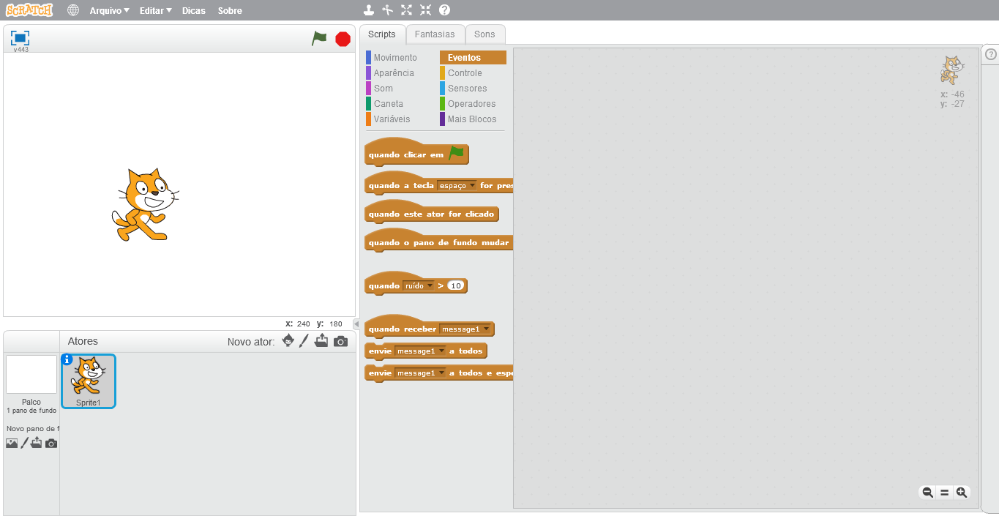 SCRATCH Arquivo Editar Dicas Sobre ?
v443
Scripts Fantasias Sons
Movimento Eventos
Aparência Controle
Som Sensores
Caneta Operadores
Variáveis Mais Blocos
quando clicar em
quando a tecla espaço for pres
quando este ator for clicado
quando o pano de fundo mudar
quando ruído > 10
quando receber message1
envie message1 a todos
envie message1 a todos e espe
?
x: -46
y: -27
x: 240 y: 180
Atores Novo ator:
Sprite1
Palco
1 pano de fundo
Novo pano de f